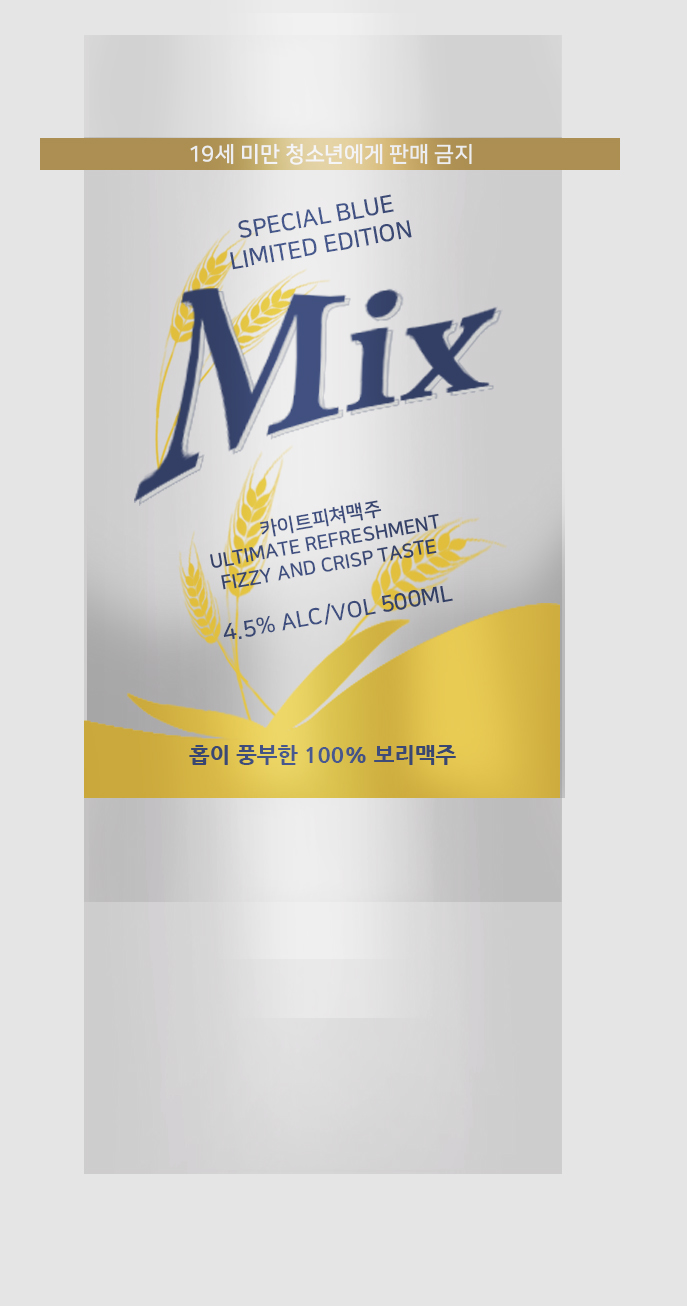 19세 미만 청소년에게 판매 금지
SPECIAL BLUE
LIMITED EDITION
Mix
카이트피쳐맥주
ULTIMATE REFRESHMENT
FIZZY AND CRISP TASTE
4.5% ALC/VOL 500ML
홉이 풍부한 100% 보리맥주